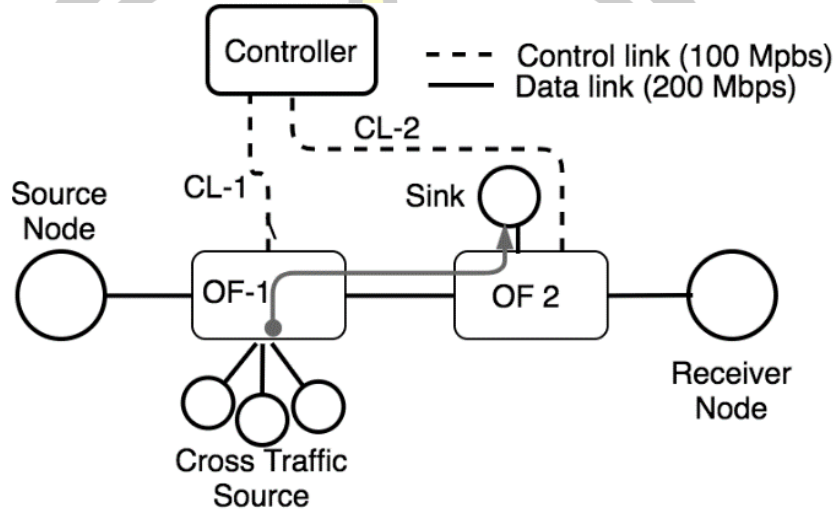 Controller
Control link (100 Mpbs)
Data link (200 Mbps)
CL-2
CL-1
Sink
Source
Node
OF-1
OF 2
Receiver
Node
Cross Traffic
Source